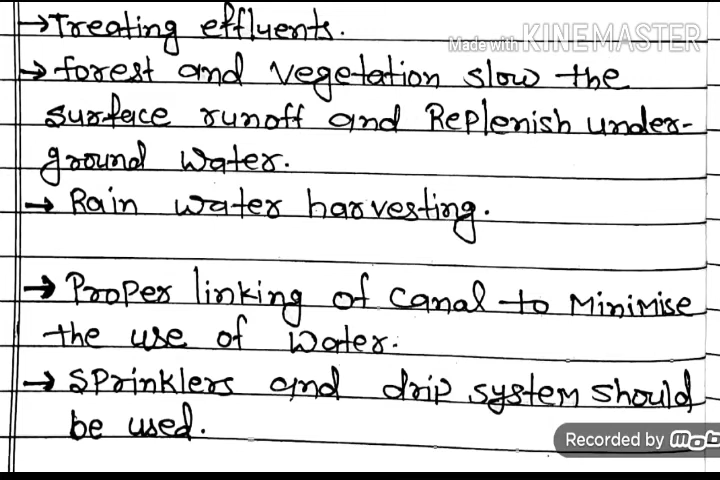 →Treating effluents.
Made with KINEMASTER
→ forest and vegetation slow the
surface runoff and Replenish under-
ground water.
→ Rain water harvesting.
→ Proper linking of canal to Minimise
the use of water.
→ Sprinklers and drip system should
be used.
Recorded by mob